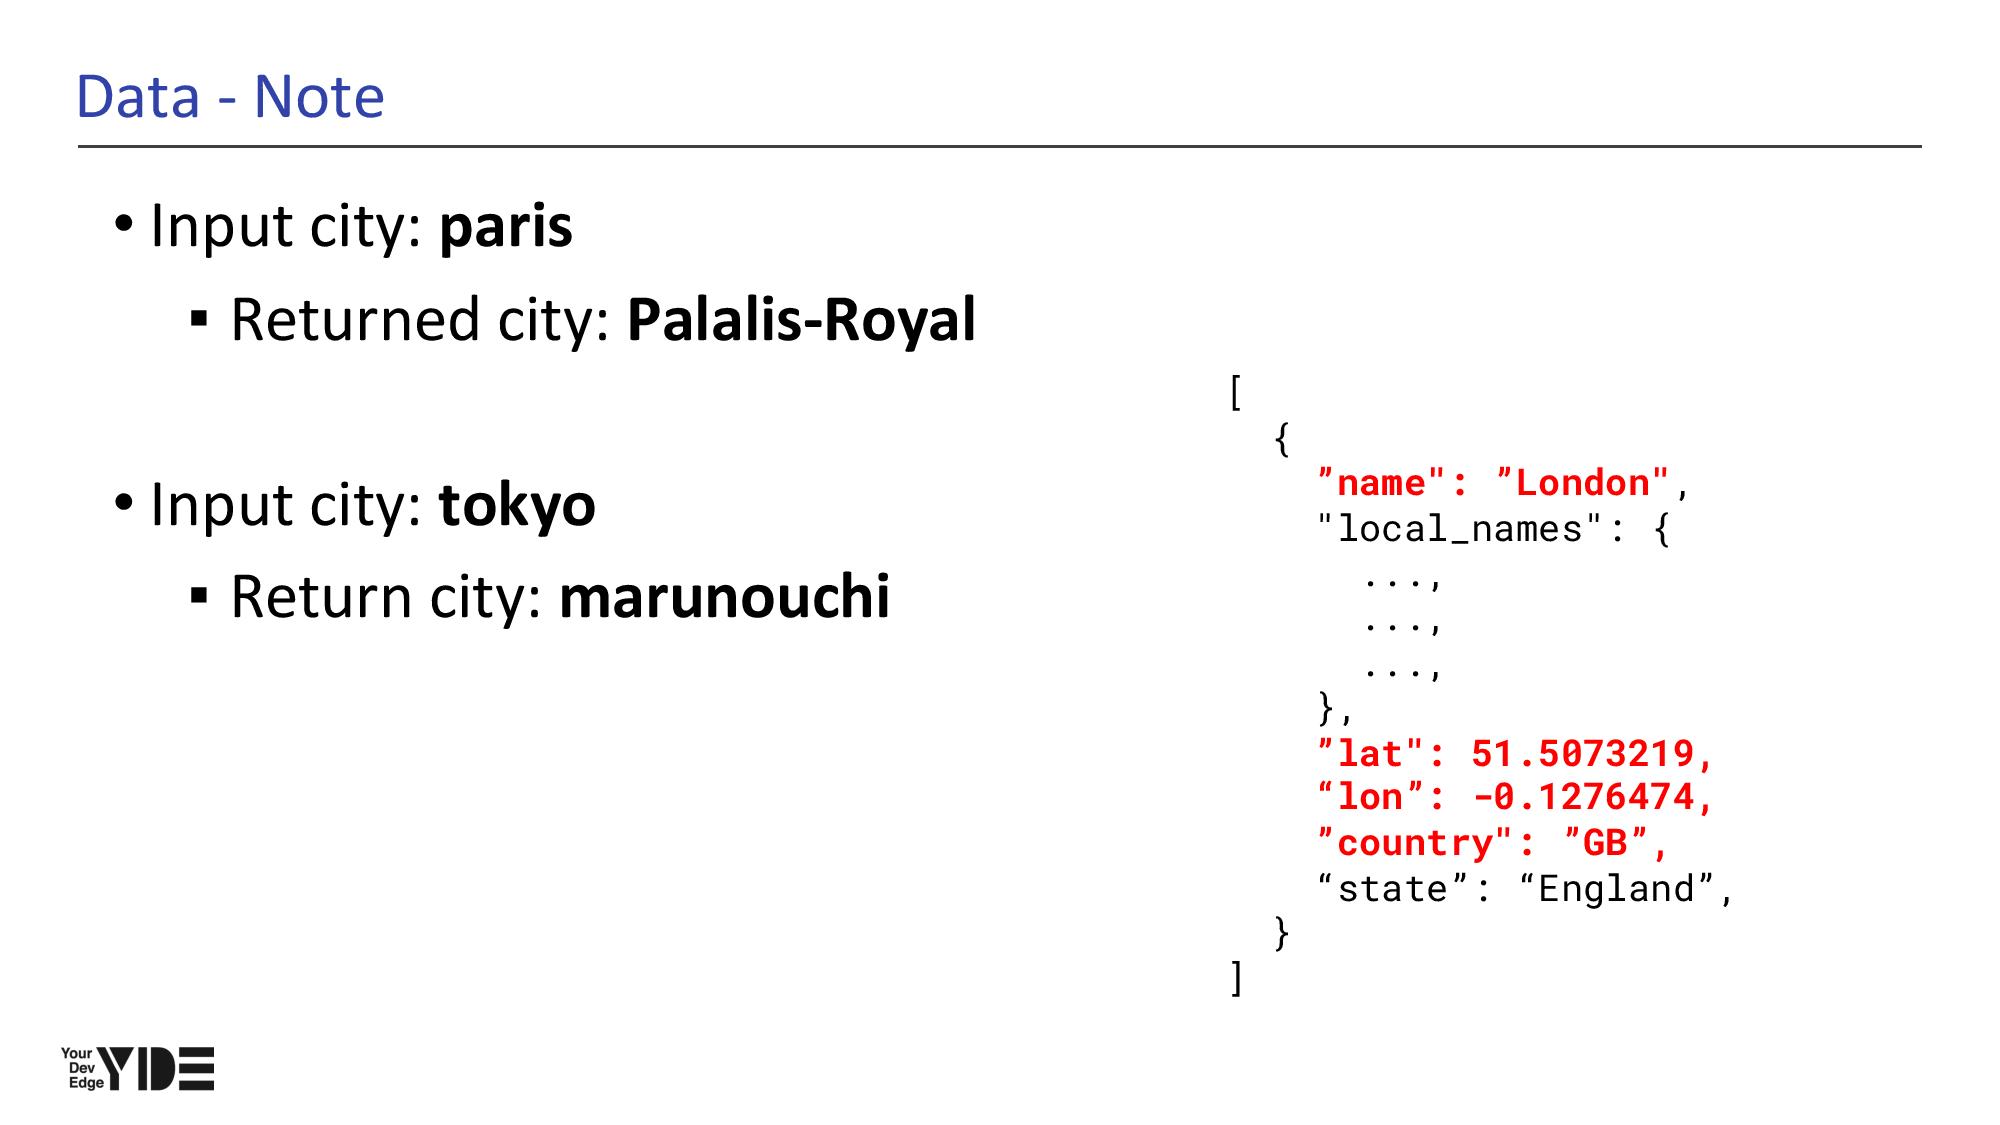 Data - Note
• Input city: paris
▪ Returned city: Palalis-Royal
• Input city: tokyo
▪ Return city: marunouchi
[
{
”name": ”London",
"local_names": {
...,
...,
...,
},
”lat": 51.5073219,
“lon”: -0.1276474,
”country": ”GB”,
“state”: “England”,
}
]
Your
Dev
Edge
YDE